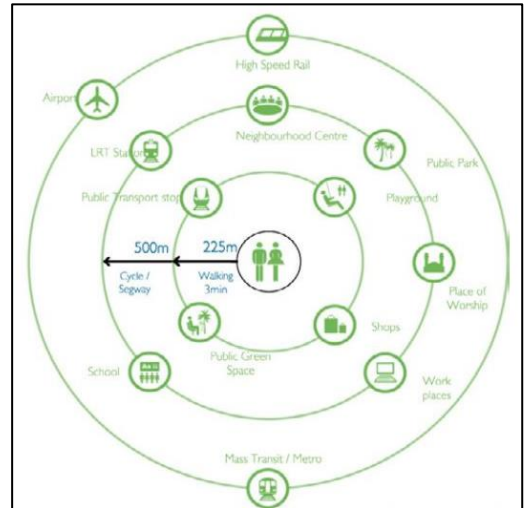 High Speed Rail
Airport
Neighbourhood Centre
LRT Station
Public Park
Public Transport stop
Playground
500m
225m
Cycle /
Segway
Walking
3min
Place of
Worship
Shops
Public Green
Space
School
Work
places
Mass Transit / Metro